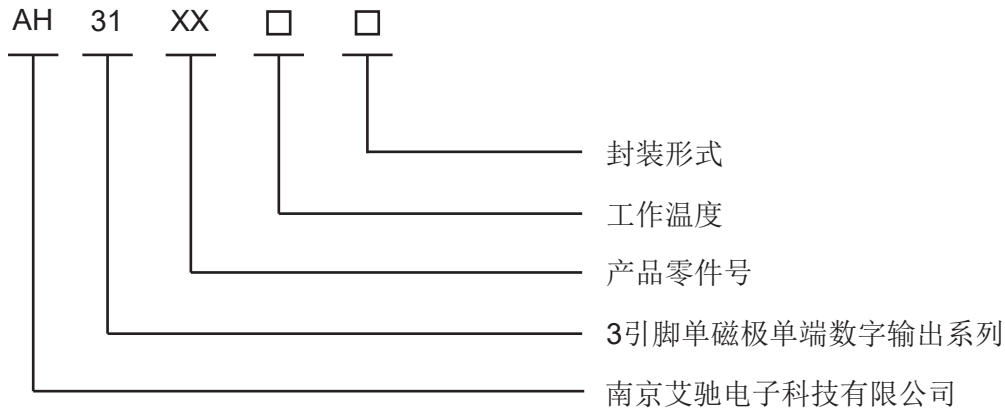 AH 31 XX □ □
封装形式
工作温度
产品零件号
3引脚单磁极单端数字输出系列
南京艾驰电子科技有限公司